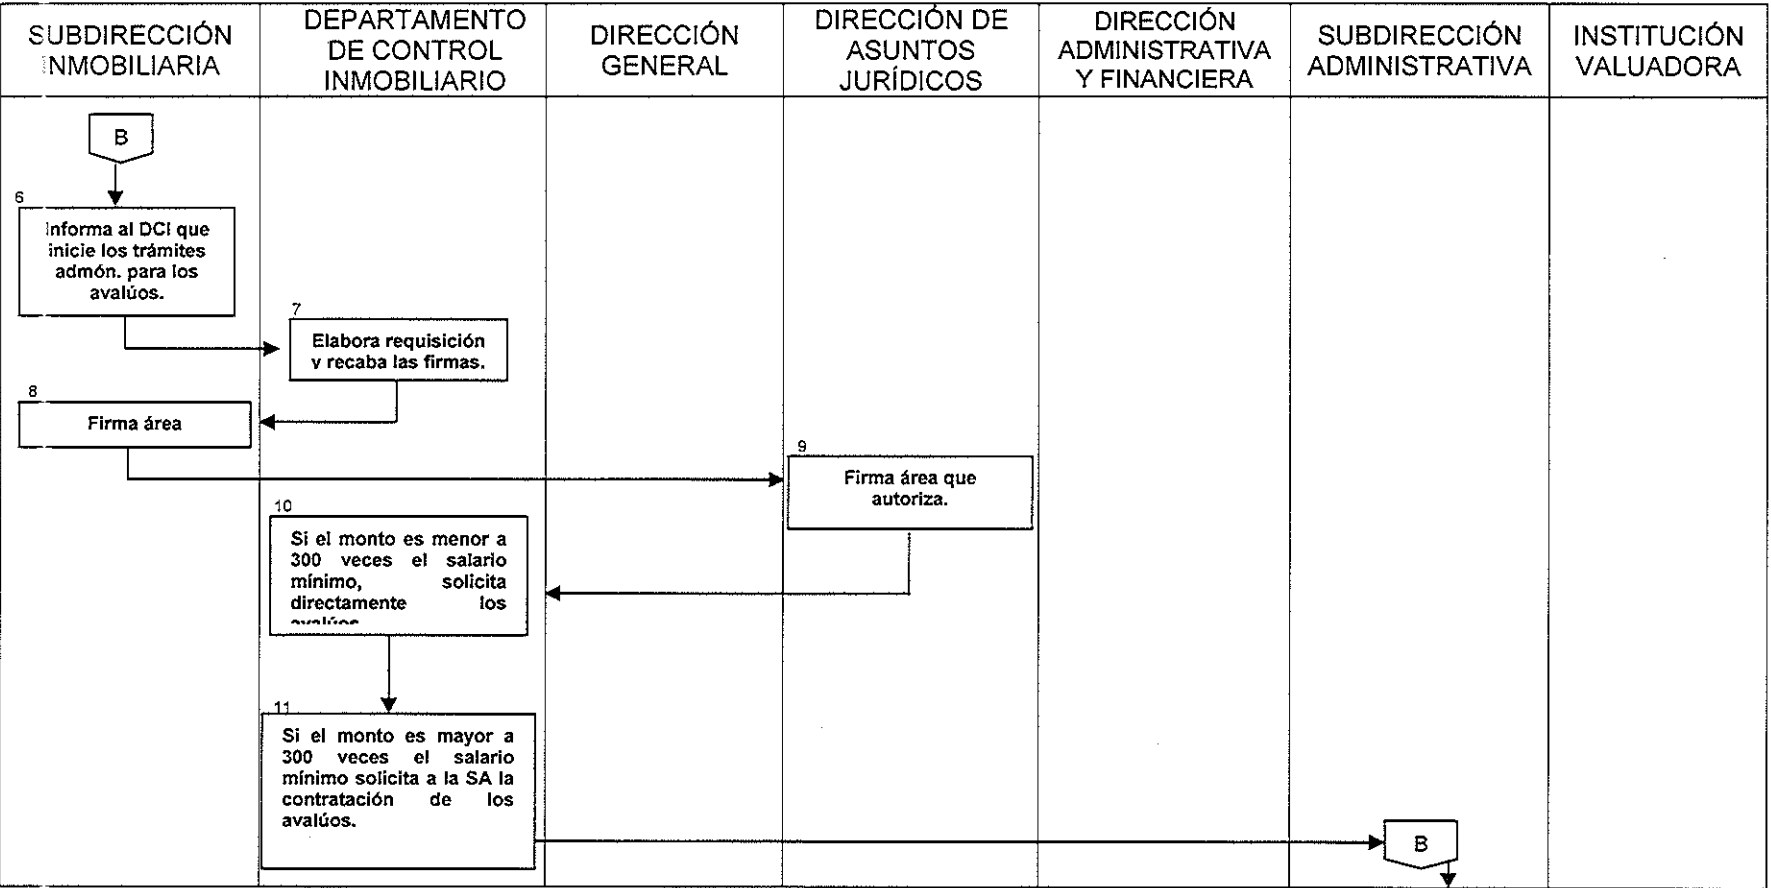 SUBDIRECCIÓN
INMOBILIARIA
DEPARTAMENTO
DE CONTROL
INMOBILIARIO
DIRECCIÓN
GENERAL
DIRECCIÓN DE
ASUNTOS
JURÍDICOS
DIRECCIÓN
ADMINISTRATIVA
Y FINANCIERA
SUBDIRECCIÓN
ADMINISTRATIVA
INSTITUCIÓN
VALUADORA
B
6
Informa al DCI que
inicie los trámites
admón. para los
avalúos.
7
Elabora requisición
y recaba las firmas.
8
Firma área
9
Firma área que
autoriza.
10
Si el monto es menor a
300 veces el salario
mínimo, solicita
directamente los
avalúos
11
Si el monto es mayor a
300 veces el salario
mínimo solicita a la SA la
contratación de los
avalúos.
B